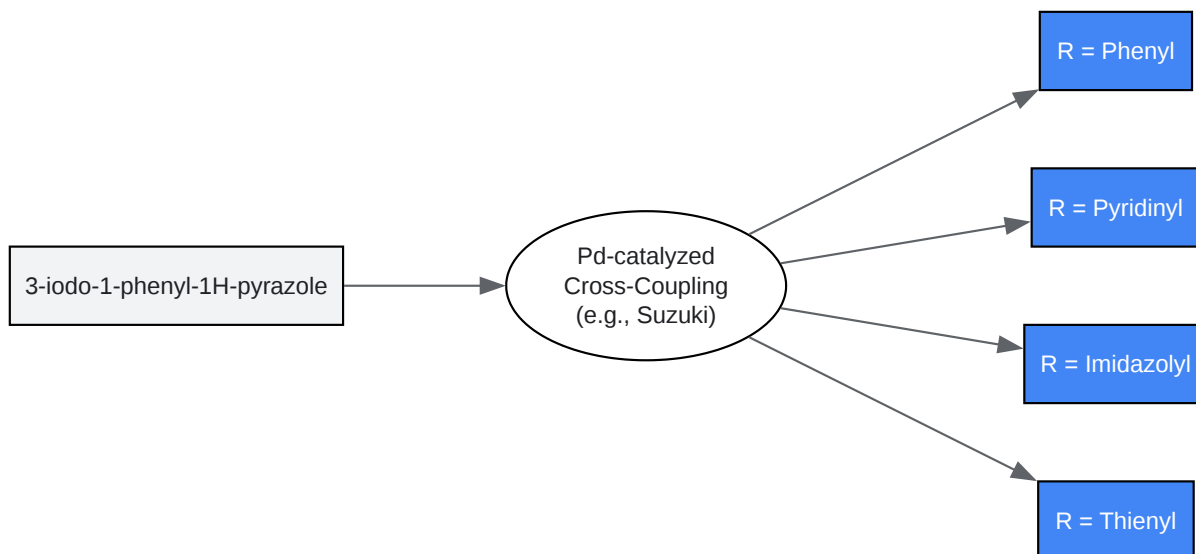 R = Phenyl
R = Pyridinyl
3-iodo-1-phenyl-1H-pyrazole
Pd-catalyzed
Cross-Coupling
(e.g., Suzuki)
R = Imidazolyl
R = Thienyl